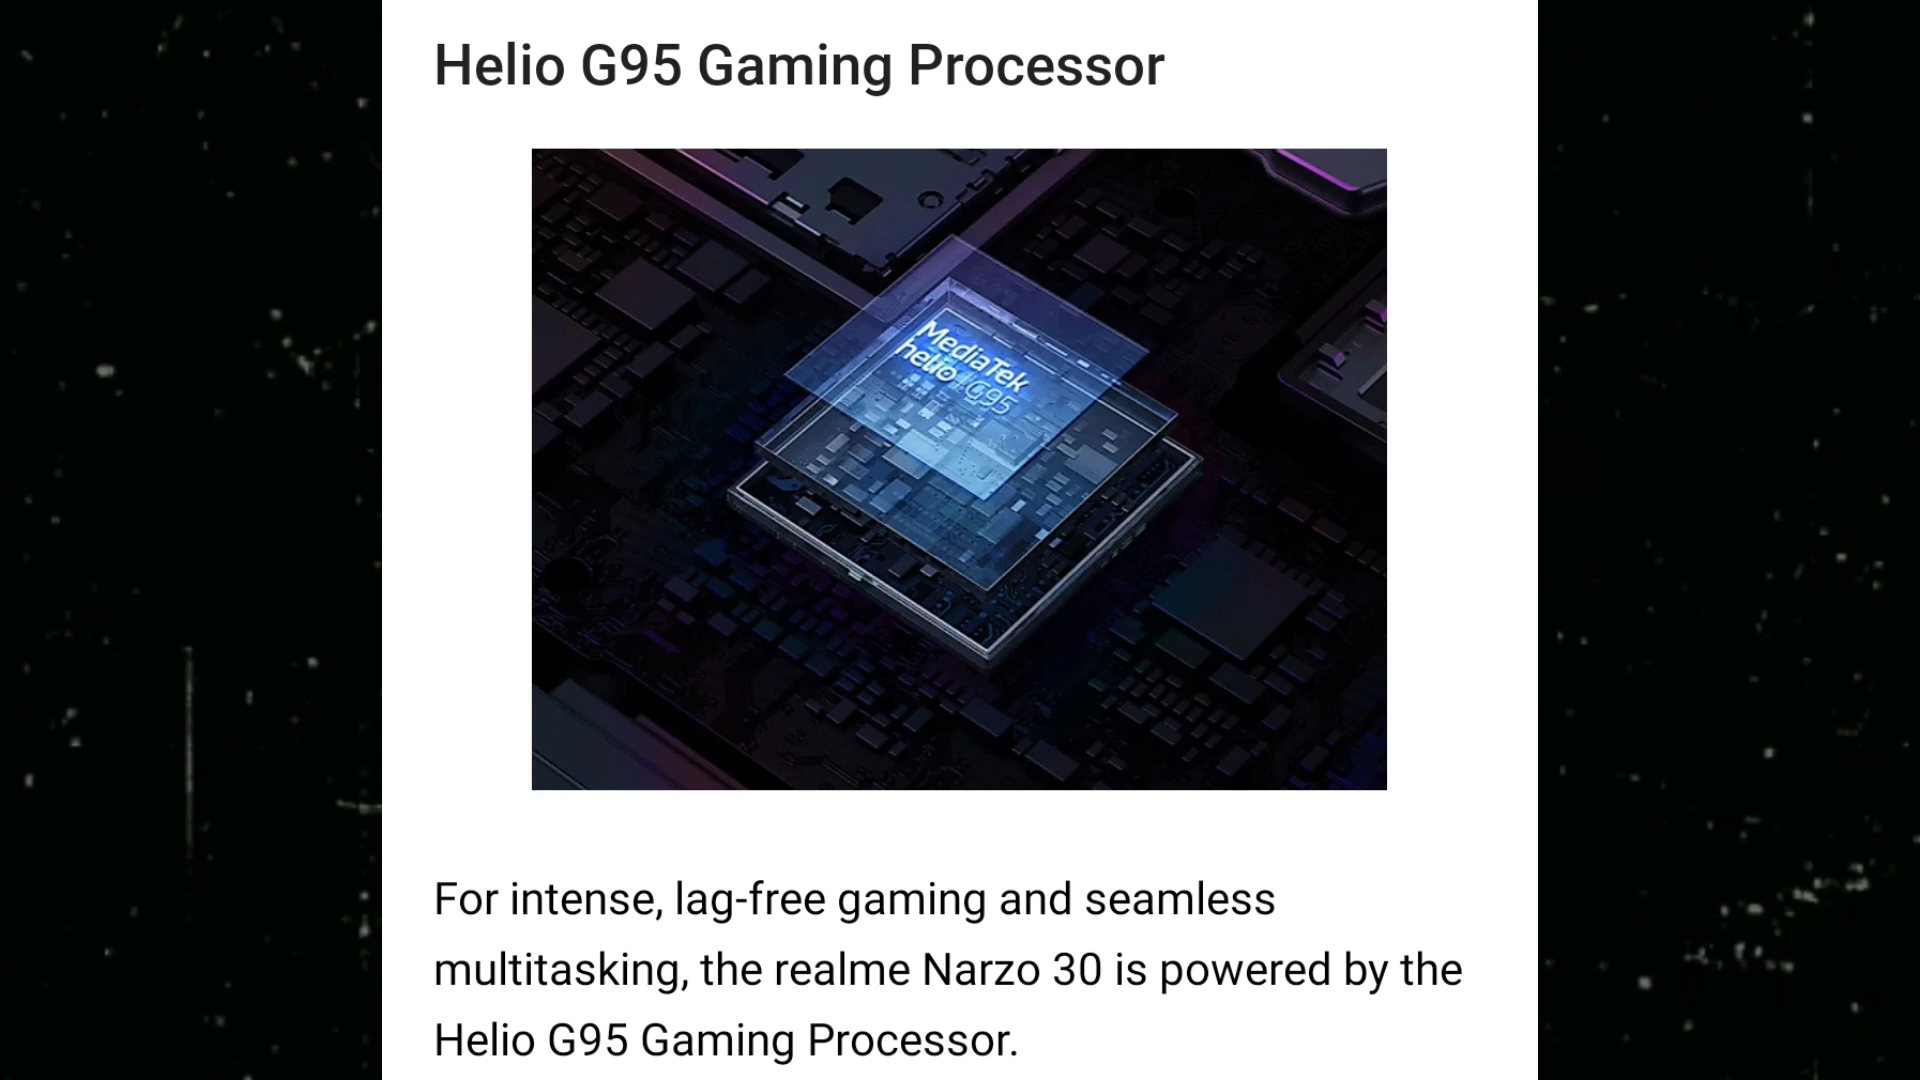 Helio G95 Gaming Processor
MediaTek
helio G95
For intense, lag-free gaming and seamless
multitasking, the realme Narzo 30 is powered by the
Helio G95 Gaming Processor.